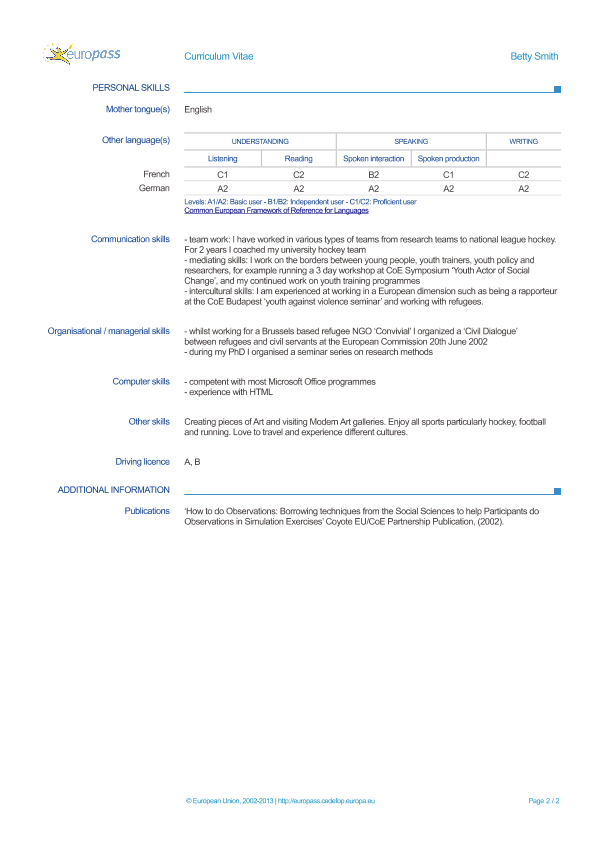 europass
Curriculum Vitae
Betty Smith
PERSONAL SKILLS
Mother tongue(s) English
Other language(s) UNDERSTANDING SPEAKING WRITING
Listening Reading Spoken interaction Spoken production
French C1 C2 B2 C1 C2
German A2 A2 A2 A2 A2
Levels: A1/A2: Basic user - B1/B2: Independent user - C1/C2: Proficient user
Common European Framework of Reference for Languages
Communication skills - team work: I have worked in various types of teams from research teams to national league hockey.
For 2 years I coached my university hockey team
- mediating skills: I work on the borders between young people, youth trainers, youth policy and
researchers, for example running a 3 day workshop at CoE Symposium 'Youth Actor of Social
Change', and my continued work on youth training programmes
- intercultural skills: I am experienced at working in a European dimension such as being a rapporteur
at the CoE Budapest 'youth against violence seminar' and working with refugees.
Organisational / managerial skills - whilst working for a Brussels based refugee NGO 'Convivial' I organized a 'Civil Dialogue'
between refugees and civil servants at the European Commission 20th June 2002
- during my PhD I organised a seminar series on research methods
Computer skills - competent with most Microsoft Office programmes
- experience with HTML
Other skills Creating pieces of Art and visiting Modern Art galleries. Enjoy all sports particularly hockey, football
and running. Love to travel and experience different cultures.
Driving licence A, B
ADDITIONAL INFORMATION
Publications 'How to do Observations: Borrowing techniques from the Social Sciences to help Participants do
Observations in Simulation Exercises' Coyote EU/CoE Partnership Publication, (2002).
© European Union, 2002-2013 | http://europass.cedefop.europa.eu
Page 2 / 2